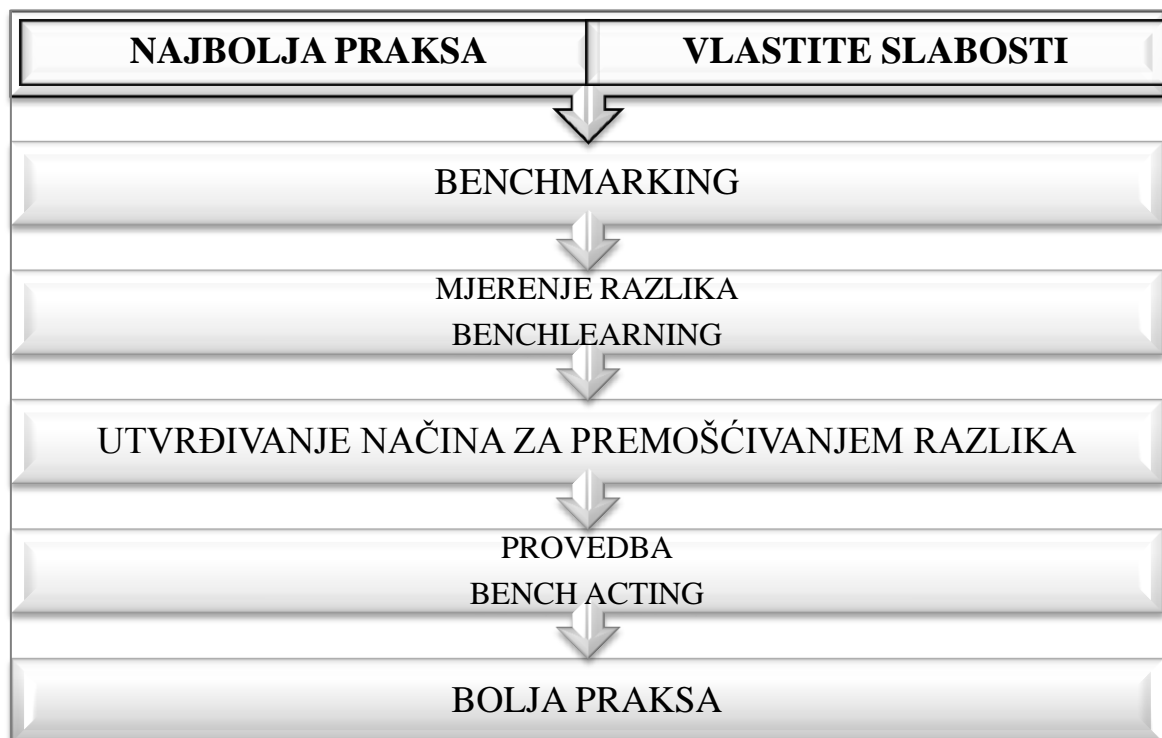 NAJBOLJA PRAKSA VLASTITE SLABOSTI
BENCHMARKING
MJERENJE RAZLIKA
BENCHLEARNING
UTVRĐIVANJE NAČINA ZA PREMOŠĆIVANJEM RAZLIKA
PROVEDBA
BENCH ACTING
BOLJA PRAKSA